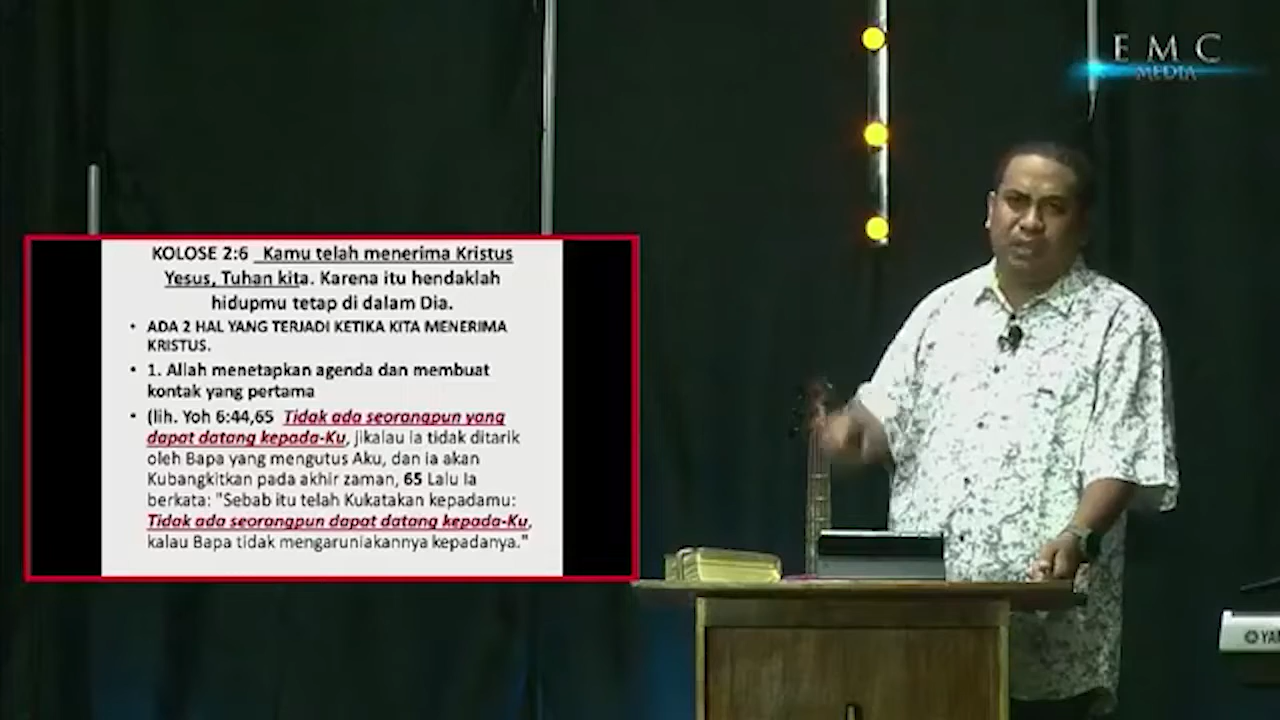 E M C
MEDIA
KOLOSE 2:6 Kamu telah menerima Kristus
Yesus, Tuhan kita. Karena itu hendaklah
hidupmu tetap di dalam Dia.
• ADA 2 HAL YANG TERJADI KETIKA KITA MENERIMA
KRISTUS.
• 1. Allah menetapkan agenda dan membuat
kontak yang pertama
• (lih. Yoh 6:44,65 Tidak ada seorangpun yang
dapat datang kepada-Ku, jikalau Ia tidak ditarik
oleh Bapa yang mengutus Aku, dan ia akan
Kubangkitkan pada akhir zaman, 65 Lalu Ia
berkata: "Sebab itu telah Kukatakan kepadamu:
Tidak ada seorangpun dapat datang kepada-Ku,
kalau Bapa tidak mengaruniakannya kepadanya."
YA